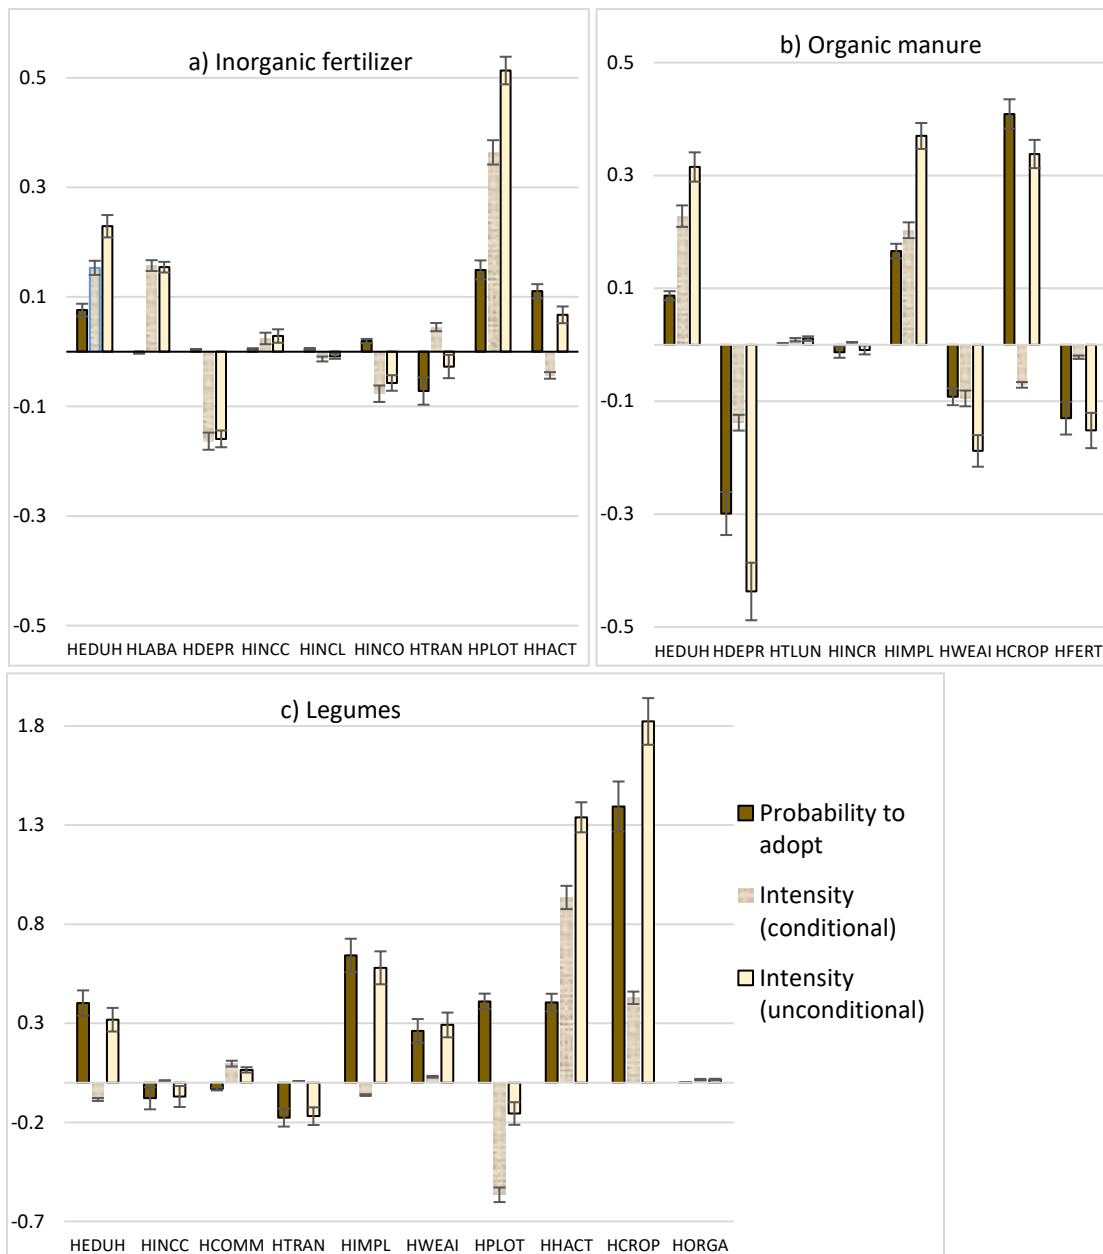 a) Inorganic fertilizer
0.5
0.3
0.1
-0.1
-0.3
-0.5
HEDUH HLABA HDEPR HINCC HINCL HINCO HTRAN HPLOT HHACT
b) Organic manure
0.5
0.3
0.1
-0.1
-0.3
-0.5
HEDUH HDEPR HTLUN HINCR HIMPL HWEAI HCROP HFERT
c) Legumes
1.8
1.3
0.8
0.3
-0.2
-0.7
HEDUH HINCC HCOMM HTRAN HIMPL HWEAI HPLOT HHACT HCROP HORGA
Probability to
adopt
Intensity
(conditional)
Intensity
(unconditional)